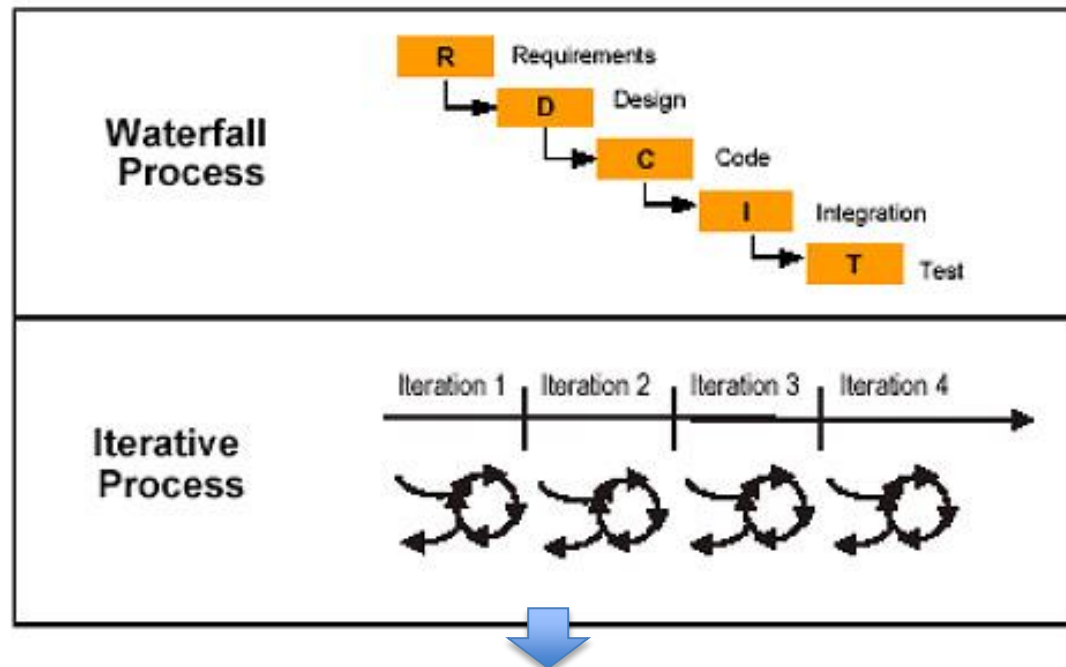 R Requirements
D Design
Waterfall
Process
C Code
I Integration
T Test
Iteration 1 Iteration 2 Iteration 3 Iteration 4
Iterative
Process